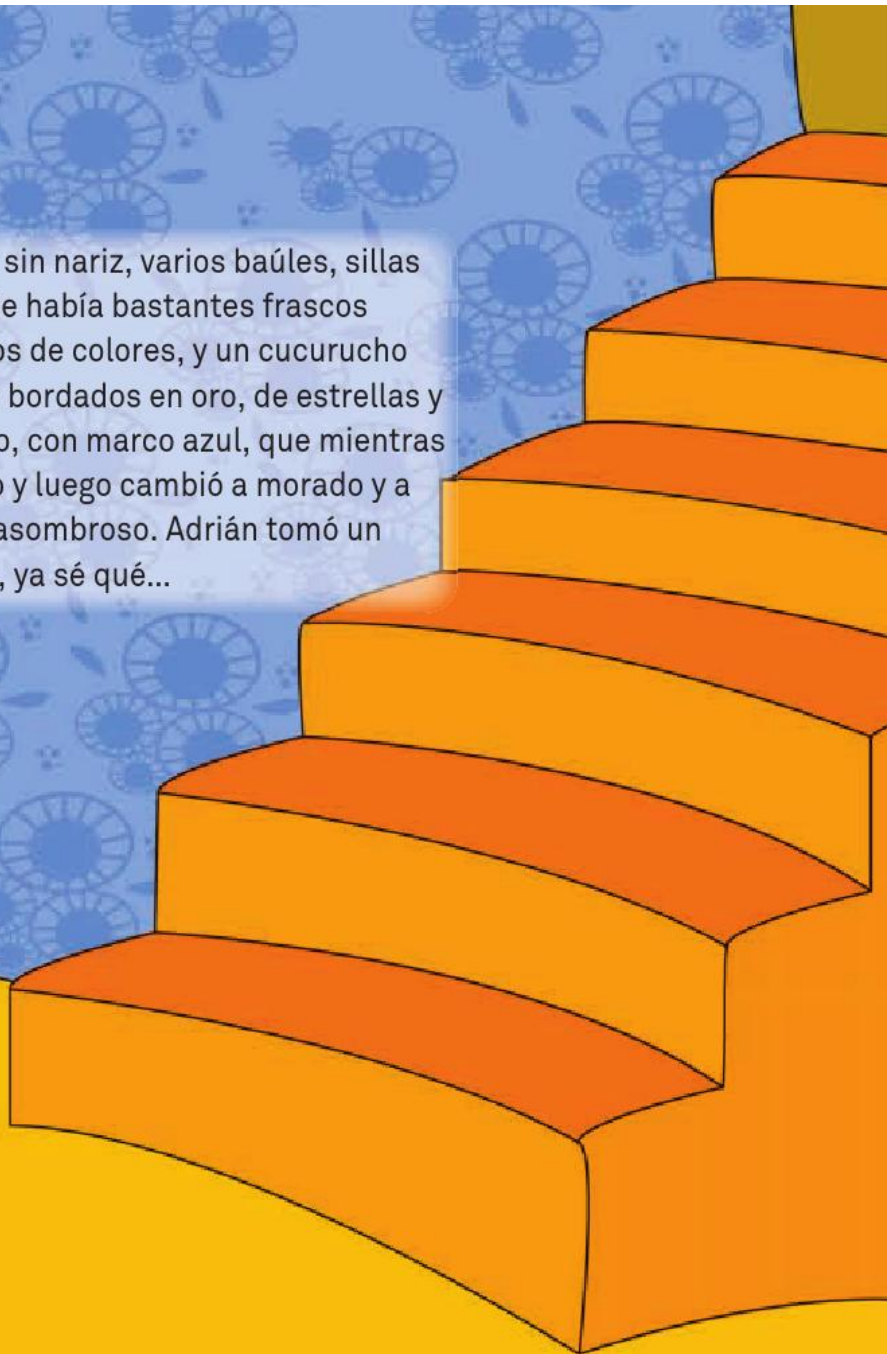 sin nariz, varios baúles, sillas
e había bastantes frascos
os de colores, y un cucurucho
bordados en oro, de estrellas y
o, con marco azul, que mientras
o y luego cambió a morado y a
asombroso. Adrián tomó un
, ya sé qué...